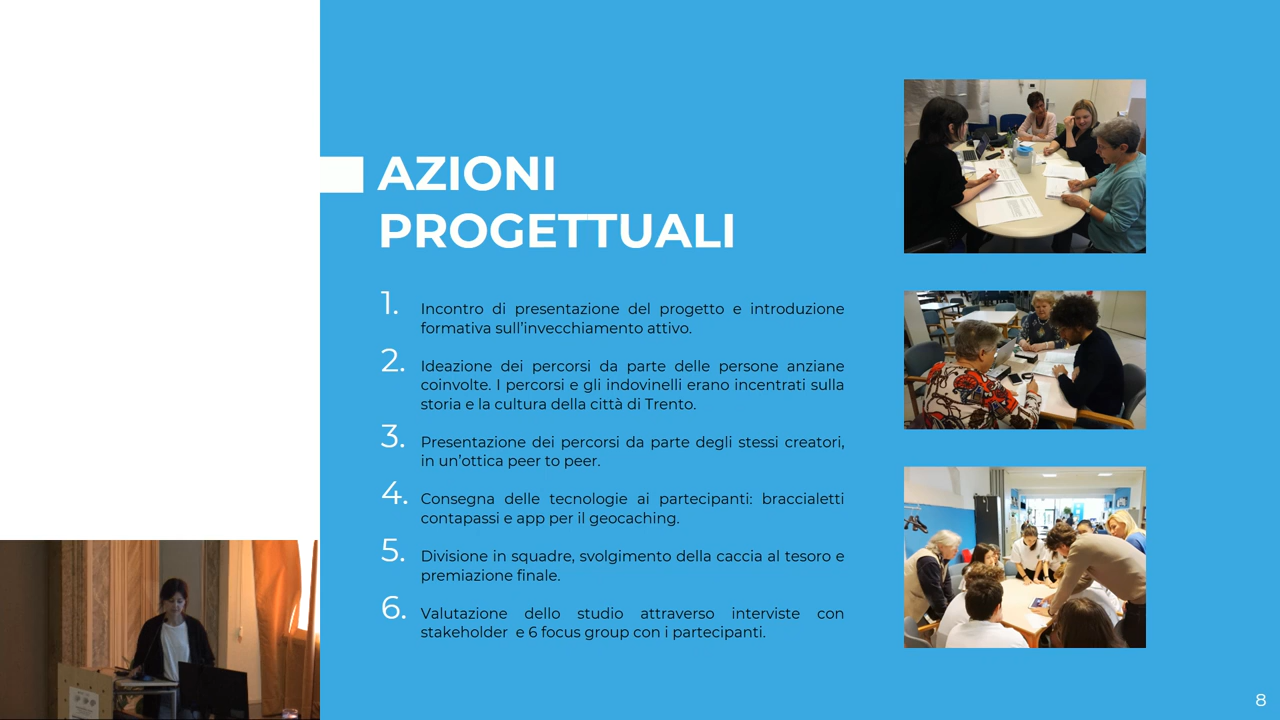 AZIONI
PROGETTUALI
1. Incontro di presentazione del progetto e introduzione
formativa sull'invecchiamento attivo.
2. Ideazione dei percorsi da parte delle persone anziane
coinvolte. I percorsi e gli indovinelli erano incentrati sulla
storia e la cultura della città di Trento.
3. Presentazione dei percorsi da parte degli stessi creatori,
in un'ottica peer to peer.
4. Consegna delle tecnologie ai partecipanti: braccialetti
contapassi e app per il geocaching.
5. Divisione in squadre, svolgimento della caccia al tesoro e
premiazione finale.
6. Valutazione dello studio attraverso interviste con
stakeholder e 6 focus group con i partecipanti.
8